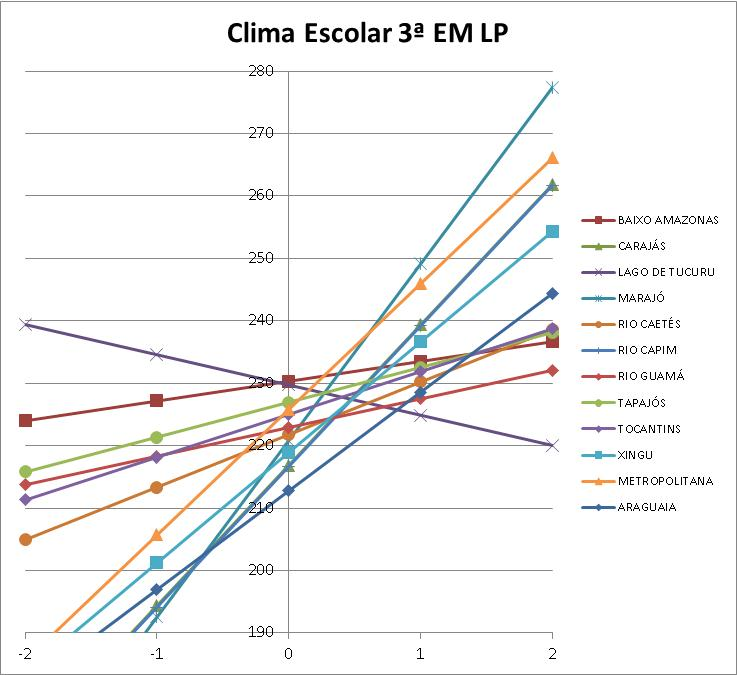 Clima Escolar 3ª EM LP
280
270
260
250
240
230
220
210
200
190
-2 -1 0 1 2
BAIXO AMAZONAS
CARAJÁS
LAGO DE TUCURU
MARAJÓ
RIO CAETÉS
RIO CAPIM
RIO GUAMÁ
TAPAJÓS
TOCANTINS
XINGU
METROPOLITANA
ARAGUAIA